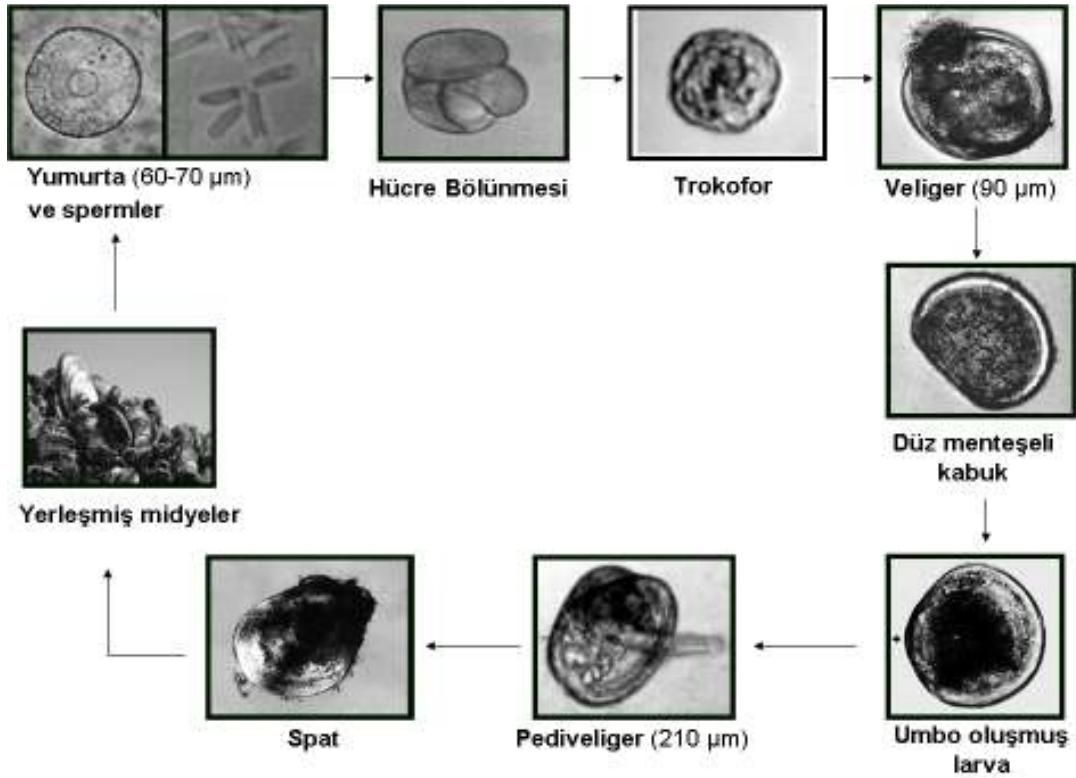 Yumurta (60-70 µm)
ve spermler
Hücre Bölünmesi
Trokofor
Veliger (90 µm)
Düz menteşeli
kabuk
Umbo oluşmuş
larva
Pediveliger (210 µm)
Spat
Yerleşmiş midyeler